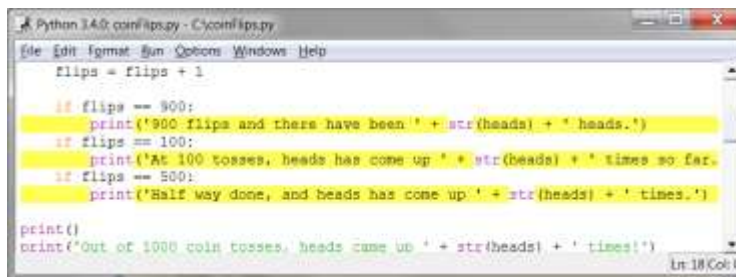 Python 3.4.0: coinFlips.py - C:\coinFlips.py
File Edit Format Run Options Windows Help
flips = flips + 1
if flips == 900:
print('900 flips and there have been ' + str(heads) + ' heads.')
if flips == 100:
print('At 100 tosses, heads has come up ' + str(heads) + ' times so far.
if flips == 500:
print('Half way done, and heads has come up ' + str(heads) + ' times.')
print()
print('Out of 1000 coin tosses, heads came up ' + str(heads) + ' times!')
Ln: 18 Col: 0